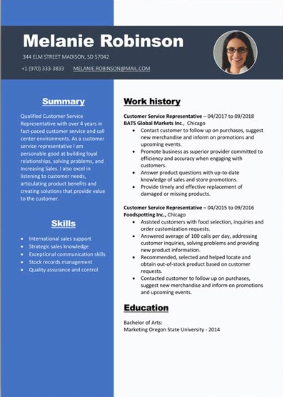 Melanie Robinson
344 ELM STREET MADISON, SD 57042
+1 (970) 333-3833 MELANIE.ROBINSON@MAIL.COM
Summary
Qualified Customer Service
Representative with over 4 years in
fast-paced customer service and call
center environments. As a customer
service representative I am
personable good at building loyal
relationships, solving problems, and
increasing Sales. I also excel in
listening to customer needs,
articulating product benefits and
creating solutions that provide value
to the customer.
Skills
• International sales support
• Strategic sales knowledge
• Exceptional communication skills
• Stock records management
• Quality assurance and control
Work history
Customer Service Representative – 04/2017 to 09/2018
BATS Global Markets Inc., Chicago
• Contact customer to follow up on purchases, suggest
new merchandise and inform on promotions and
upcoming events.
• Promote business as superior provider committed to
efficiency and accuracy when engaging with
customers.
• Answer product questions with up-to-date
knowledge of sales and store promotions.
• Provide timely and effective replacement of
damaged or missing products.
Customer Service Representative – 04/2015 to 09/2016
Foodspotting Inc., Chicago
• Assisted customers with food selection, inquiries and
order customization requests.
• Answered average of 100 calls per day, addressing
customer inquiries, solving problems and providing
new product information.
• Recommended, selected and helped locate and
obtain out-of-stock product based on customer
requests.
• Contacted customer to follow up on purchases,
suggest new merchandise and inform on promotions
and upcoming events.
Education
Bachelor of Arts:
Marketing Oregon State University - 2014